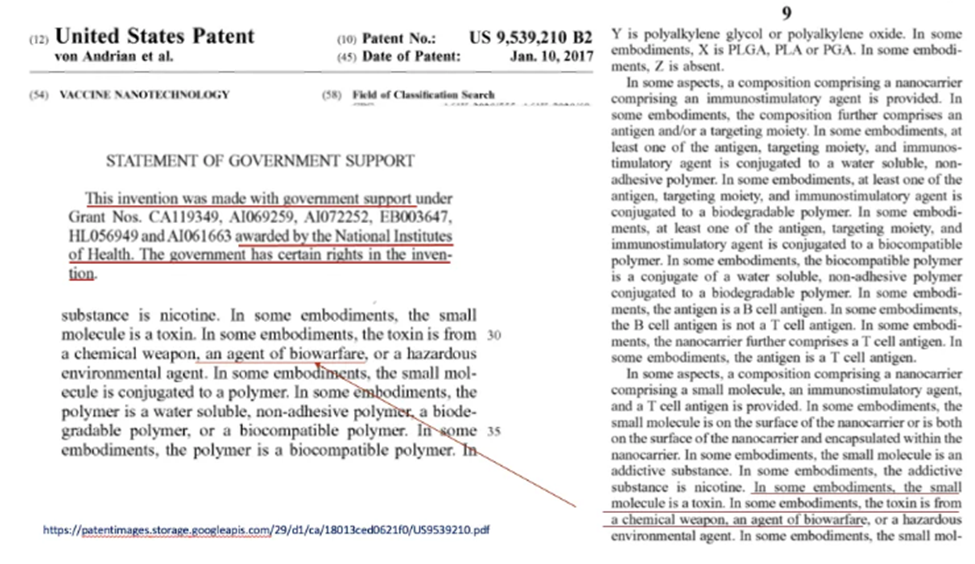 (12) United States Patent
von Andrian et al.
(10) Patent No.: US 9,539,210 B2
(45) Date of Patent: Jan. 10, 2017
(54) VACCINE NANOTECHNOLOGY
(58) Field of Classification Search
STATEMENT OF GOVERNMENT SUPPORT
This invention was made with government support under
Grant Nos. CA119349, AI069259, AI072252, EB003647,
HL056949 and AI061663 awarded by the National Institutes
of Health. The government has certain rights in the inven-
tion.
substance is nicotine. In some embodiments, the small
molecule is a toxin. In some embodiments, the toxin is from 30
a chemical weapon, an agent of biowarfare, or a hazardous
environmental agent. In some embodiments, the small mol-
ecule is conjugated to a polymer. In some embodiments, the
polymer is a water soluble, non-adhesive polymer, a biode-
gradable polymer, or a biocompatible polymer. In some 35
embodiments, the polymer is a biocompatible polymer. In
https://patentimages.storage.googleapis.com/29/d1/ca/18013ced0621f0/US9539210.pdf
9
Y is polyalkylene glycol or polyalkylene oxide. In some
embodiments, X is PLGA, PLA or PGA. In some embodi-
ments, Z is absent.
In some aspects, a composition comprising a nanocarrier
comprising an immunostimulatory agent is provided. In
some embodiments, the composition further comprises an
antigen and/or a targeting moiety. In some embodiments, at
least one of the antigen, targeting moiety, and immunos-
timulatory agent is conjugated to a water soluble, non-
adhesive polymer. In some embodiments, at least one of the
antigen, targeting moiety, and immunostimulatory agent is
conjugated to a biodegradable polymer. In some embodi-
ments, at least one of the antigen, targeting moiety, and
immunostimulatory agent is conjugated to a biocompatible
polymer. In some embodiments, the biocompatible polymer
is a conjugate of a water soluble, non-adhesive polymer
conjugated to a biodegradable polymer. In some embodi-
ments, the antigen is a B cell antigen. In some embodiments,
the B cell antigen is not a T cell antigen. In some embodi-
ments, the nanocarrier further comprises a T cell antigen. In
some embodiments, the antigen is a T cell antigen.
In some aspects, a composition comprising a nanocarrier
comprising a small molecule, an immunostimulatory agent,
and a T cell antigen is provided. In some embodiments, the
small molecule is on the surface of the nanocarrier or is both
on the surface of the nanocarrier and encapsulated within the
nanocarrier. In some embodiments, the small molecule is an
addictive substance. In some embodiments, the addictive
substance is nicotine. In some embodiments, the small
molecule is a toxin. In some embodiments, the toxin is from
a chemical weapon, an agent of biowarfare, or a hazardous
environmental agent. In some embodiments, the small mol-